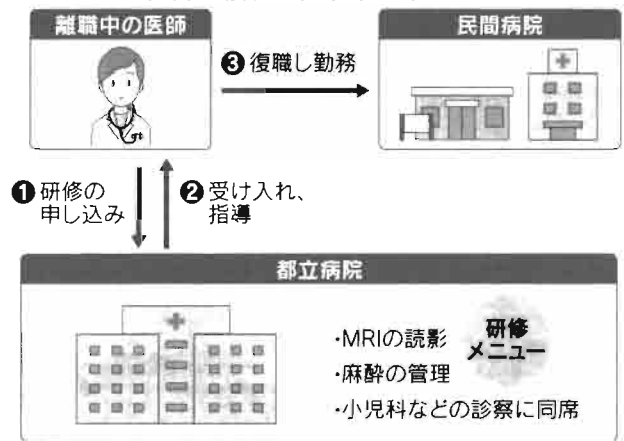 離職中の医師
民間病院
❸復職し勤務
❶研修の
申し込み
❷受け入れ、
指導
都立病院
研修
メニュー
・MRIの読影
・麻酔の管理
・小児科などの診察に同席